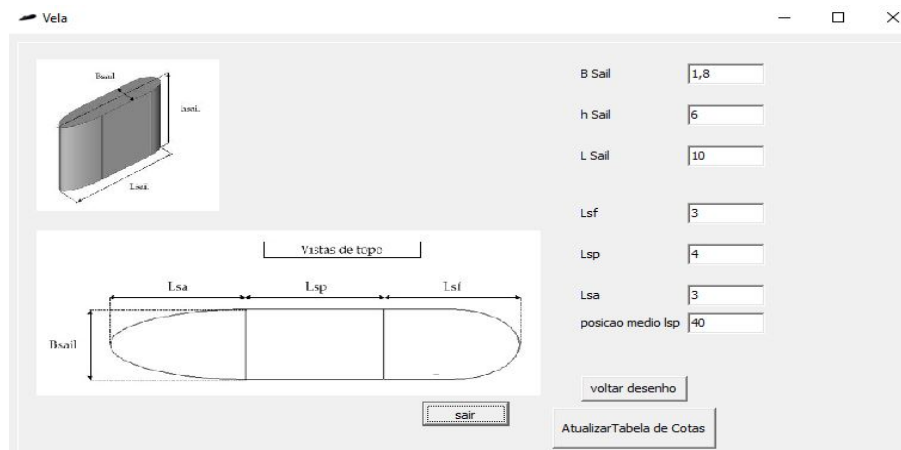 Vela
Bsail
hsail
Lsail
B Sail 1,8
h Sail 6
L Sail 10
Lsf 3
Lsp 4
Lsa 3
posicao medio lsp 40
Vistas de topo
Lsa Lsp Lsf
Bsail
voltar desenho
sair
AtualizarTabela de Cotas